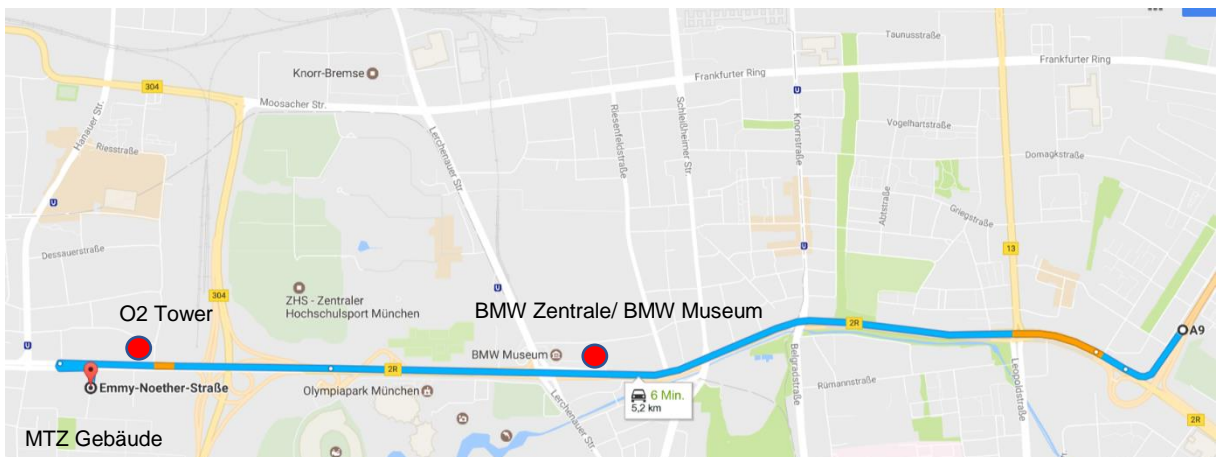 Taunusstraße
Frankfurter Ring
Knorr-Bremse
Frankfurter Ring
304
Moosacher Str.
Hanauer Str.
Riesstraße
Lerchenauer Str.
Riesenfeldstraße
Schleißheimer Str.
Knorrstraße
Vogelhartstraße
Domagkstraße
Abtstraße
Griegstraße
Dessauerstraße
13
304
ZHS - Zentraler
Hochschulsport München
O2 Tower
BMW Zentrale/ BMW Museum
2R
A9
BMW Museum
2R
Emmy-Noether-Straße
Olympiapark München
6 Min.
5,2 km
Belgradstraße
Rümannstraße
Leopoldstraße
Lerchenauer Str.
2R
MTZ Gebäude
U
U
U
U
U
U